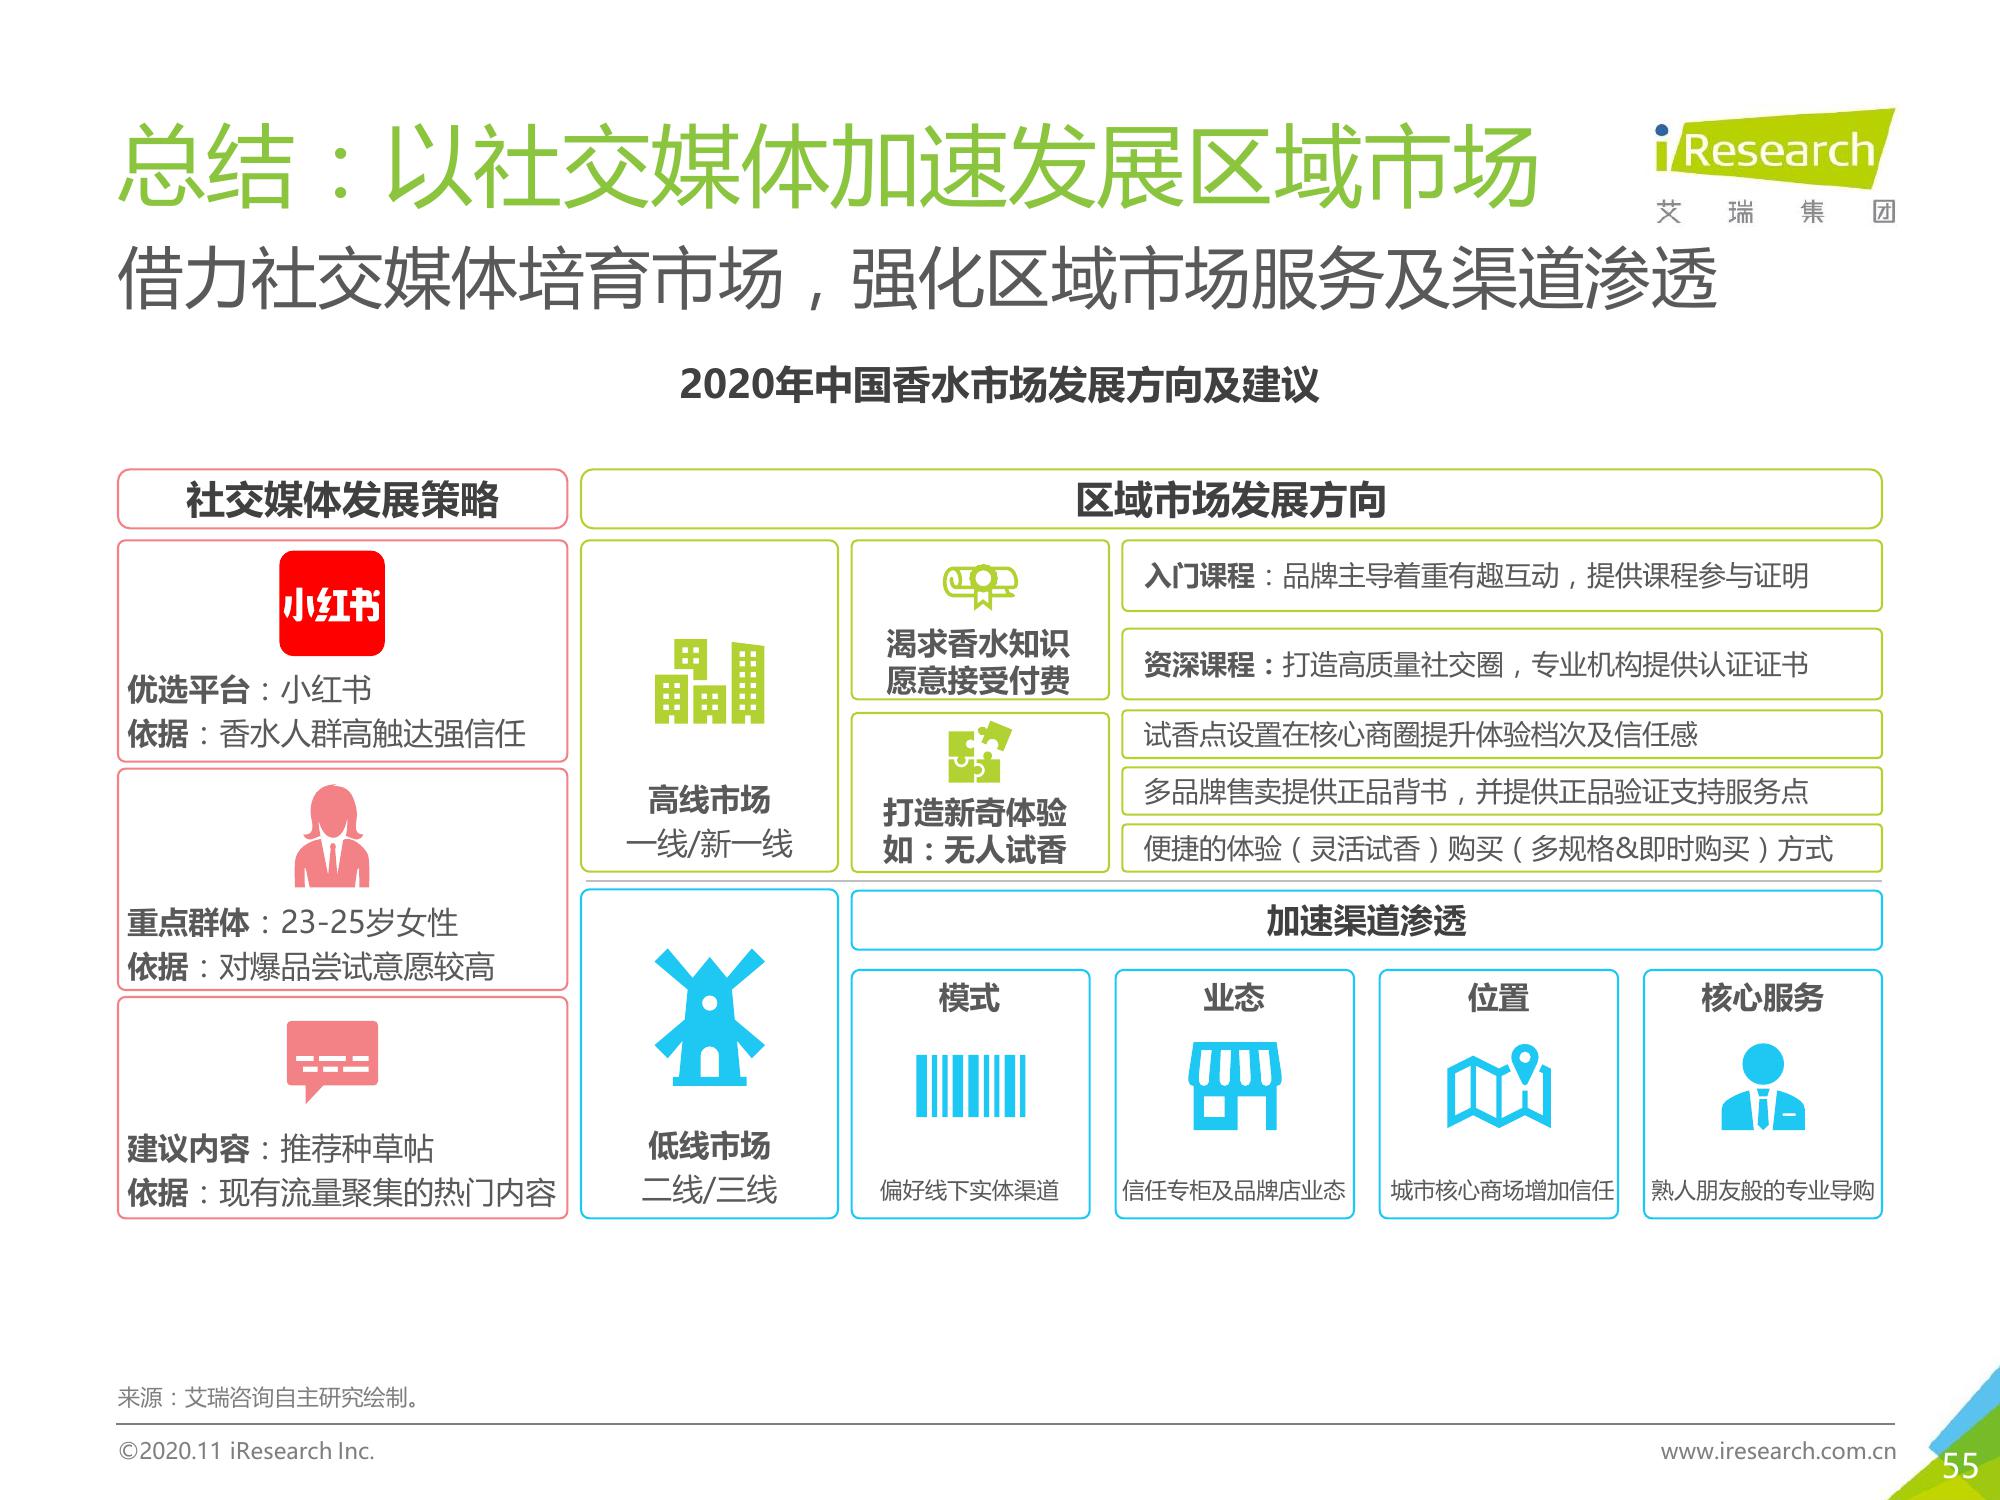 总结：以社交媒体加速发展区域市场
iResearch
艾瑞集团
借力社交媒体培育市场，强化区域市场服务及渠道渗透
2020年中国香水市场发展方向及建议
社交媒体发展策略
小红书
优选平台：小红书
依据：香水人群高触达强信任
重点群体：23-25岁女性
依据：对爆品尝试意愿较高
建议内容：推荐种草帖
依据：现有流量聚集的热门内容
区域市场发展方向
高线市场
一线/新一线
渴求香水知识
愿意接受付费
入门课程：品牌主导着重有趣互动，提供课程参与证明
资深课程：打造高质量社交圈，专业机构提供认证证书
打造新奇体验
如：无人试香
试香点设置在核心商圈提升体验档次及信任感
多品牌售卖提供正品背书，并提供正品验证支持服务点
便捷的体验（灵活试香）购买（多规格&即时购买）方式
低线市场
二线/三线
加速渠道渗透
模式
偏好线下实体渠道
业态
信任专柜及品牌店业态
位置
城市核心商场增加信任
核心服务
熟人朋友般的专业导购
来源：艾瑞咨询自主研究绘制。
©2020.11 iResearch Inc.
www.iresearch.com.cn
55